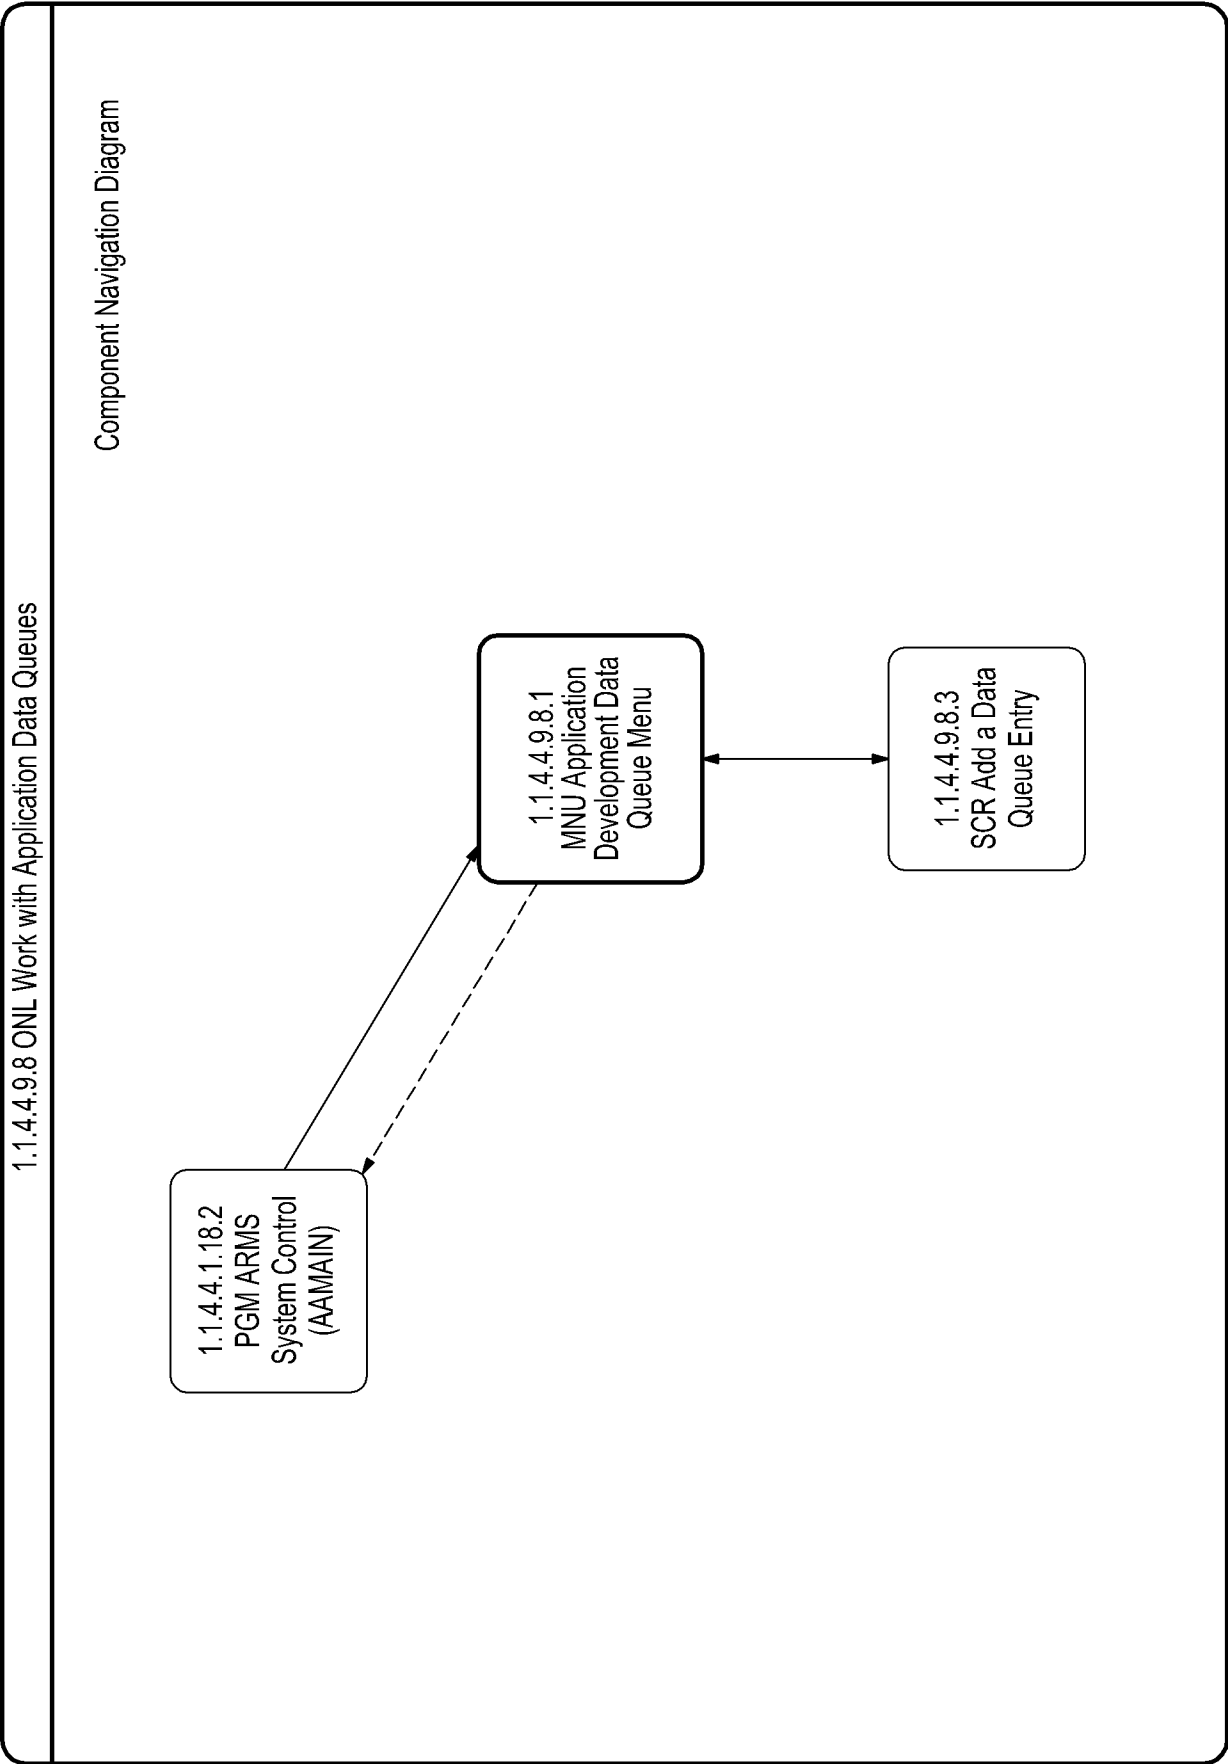 1.1.4.4.9.8 ONL Work with Application Data Queues
Component Navigation Diagram
1.1.4.4.1.18.2
PGM ARMS
System Control
(AAMAIN)
1.1.4.4.9.8.1
MNU Application
Development Data
Queue Menu
1.1.4.4.9.8.3
SCR Add a Data
Queue Entry